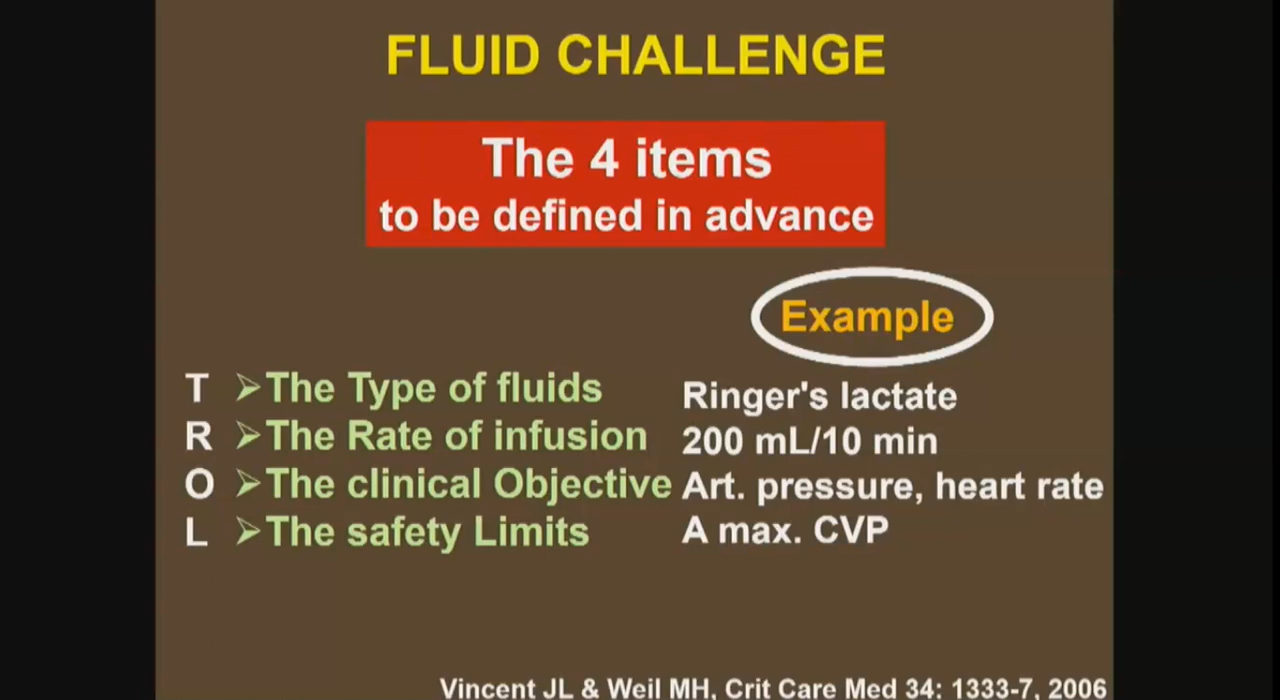 FLUID CHALLENGE
The 4 items
to be defined in advance
Example
T ➢The Type of fluids Ringer's lactate
R ➢The Rate of infusion 200 mL/10 min
O ➢The clinical Objective Art. pressure, heart rate
L ➢The safety Limits A max. CVP
Vincent JL & Weil MH, Crit Care Med 34: 1333-7, 2006